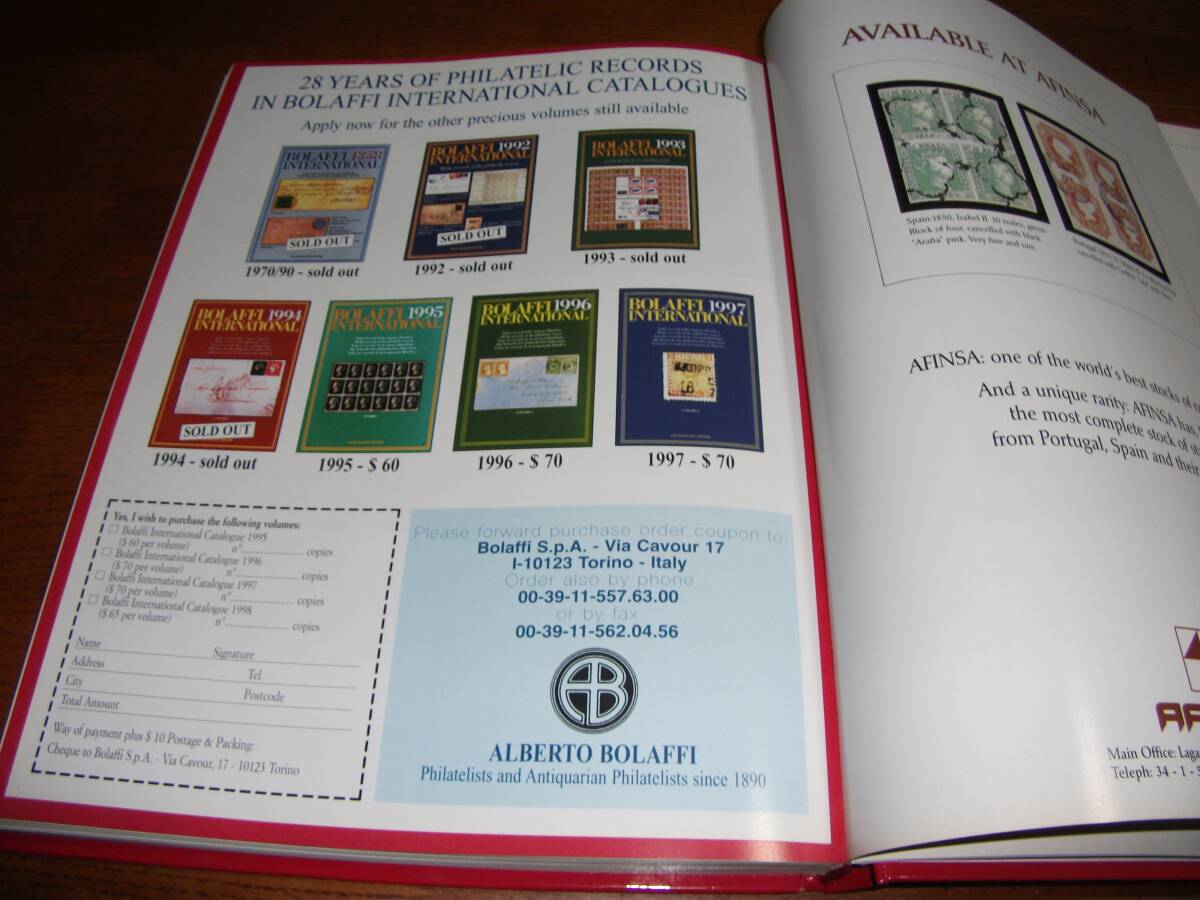 28 YEARS OF PHILATELIC RECORDS
IN BOLAFFI INTERNATIONAL CATALOGUES
Apply now for the other precious volumes still available
BOLAFFI
INTERNATIONAL
SOLD OUT
1970/90 - sold out
BOLAFFI 1992
INTERNATIONAL
SOLD OUT
1992 - sold out
BOLAFFI 1993
INTERNATIONAL
1993 - sold out
BOLAFFI 1994
INTERNATIONAL
SOLD OUT
1994 - sold out
BOLAFFI 1995
INTERNATIONAL
1995 - $ 60
BOLAFFI 1996
INTERNATIONAL
1996 - $ 70
BOLAFFI 1997
INTERNATIONAL
1997 - $ 70
Yes, I wish to purchase the following volumes:
Bolaffi International Catalogue 1995
($ 60 per volume) n°. copies
Bolaffi International Catalogue 1996
($ 70 per volume) n°. copies
Bolaffi International Catalogue 1997
($ 70 per volume) n°. copies
Bolaffi International Catalogue 1998
($ 65 per volume) n°. copies
Name Signature
Address Tel.
City Postcode
Total Amount
Way of payment plus $ 10 Postage & Packing:
Cheque to Bolaffi S.p.A. - Via Cavour, 17 - 10123 Torino
Please forward purchase order coupon to:
Bolaffi S.p.A. - Via Cavour 17
I-10123 Torino - Italy
Order also by phone
00-39-11-557.63.00
or by fax
00-39-11-562.04.56
AB
ALBERTO BOLAFFI
Philatelists and Antiquarian Philatelists since 1890
AVAILABLE AT AFINSA
Spain:1850, Isabel II. 10 reales, green.
Block of four, cancelled with black
"Araña" pmk. Very fine and rare.
AFINSA: one of the world's best stocks of
And a unique rarity: AFINSA has
the most complete stock of
from Portugal, Spain and their
Main Office:
Teleph: 34 - 1 - 5